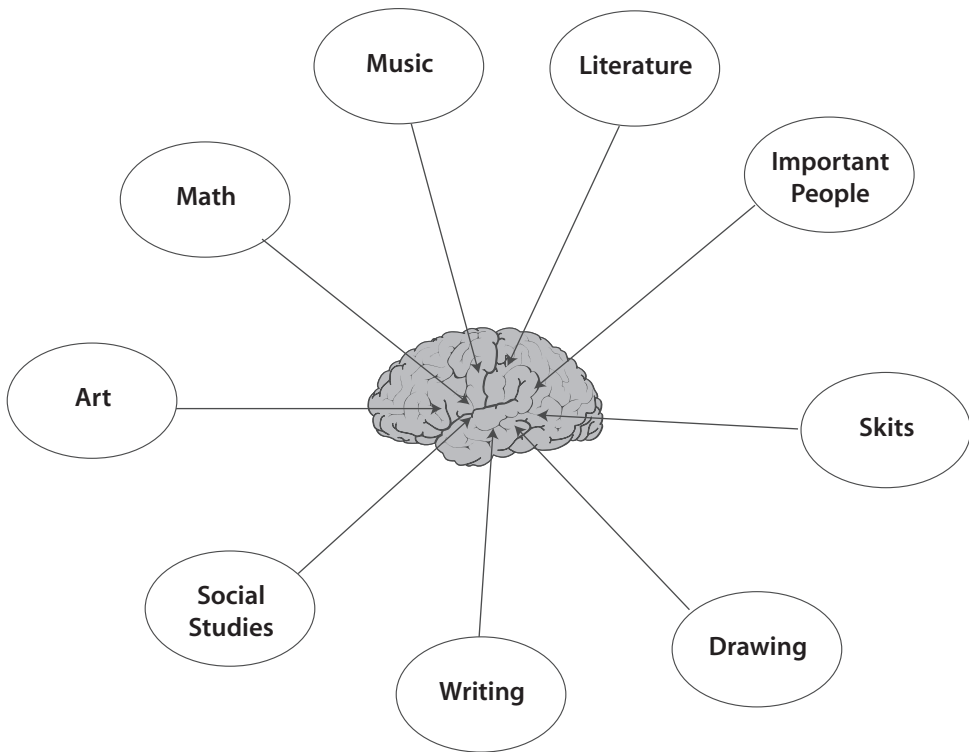 Music
Literature
Important
People
Math
Art
Skits
Social
Studies
Drawing
Writing